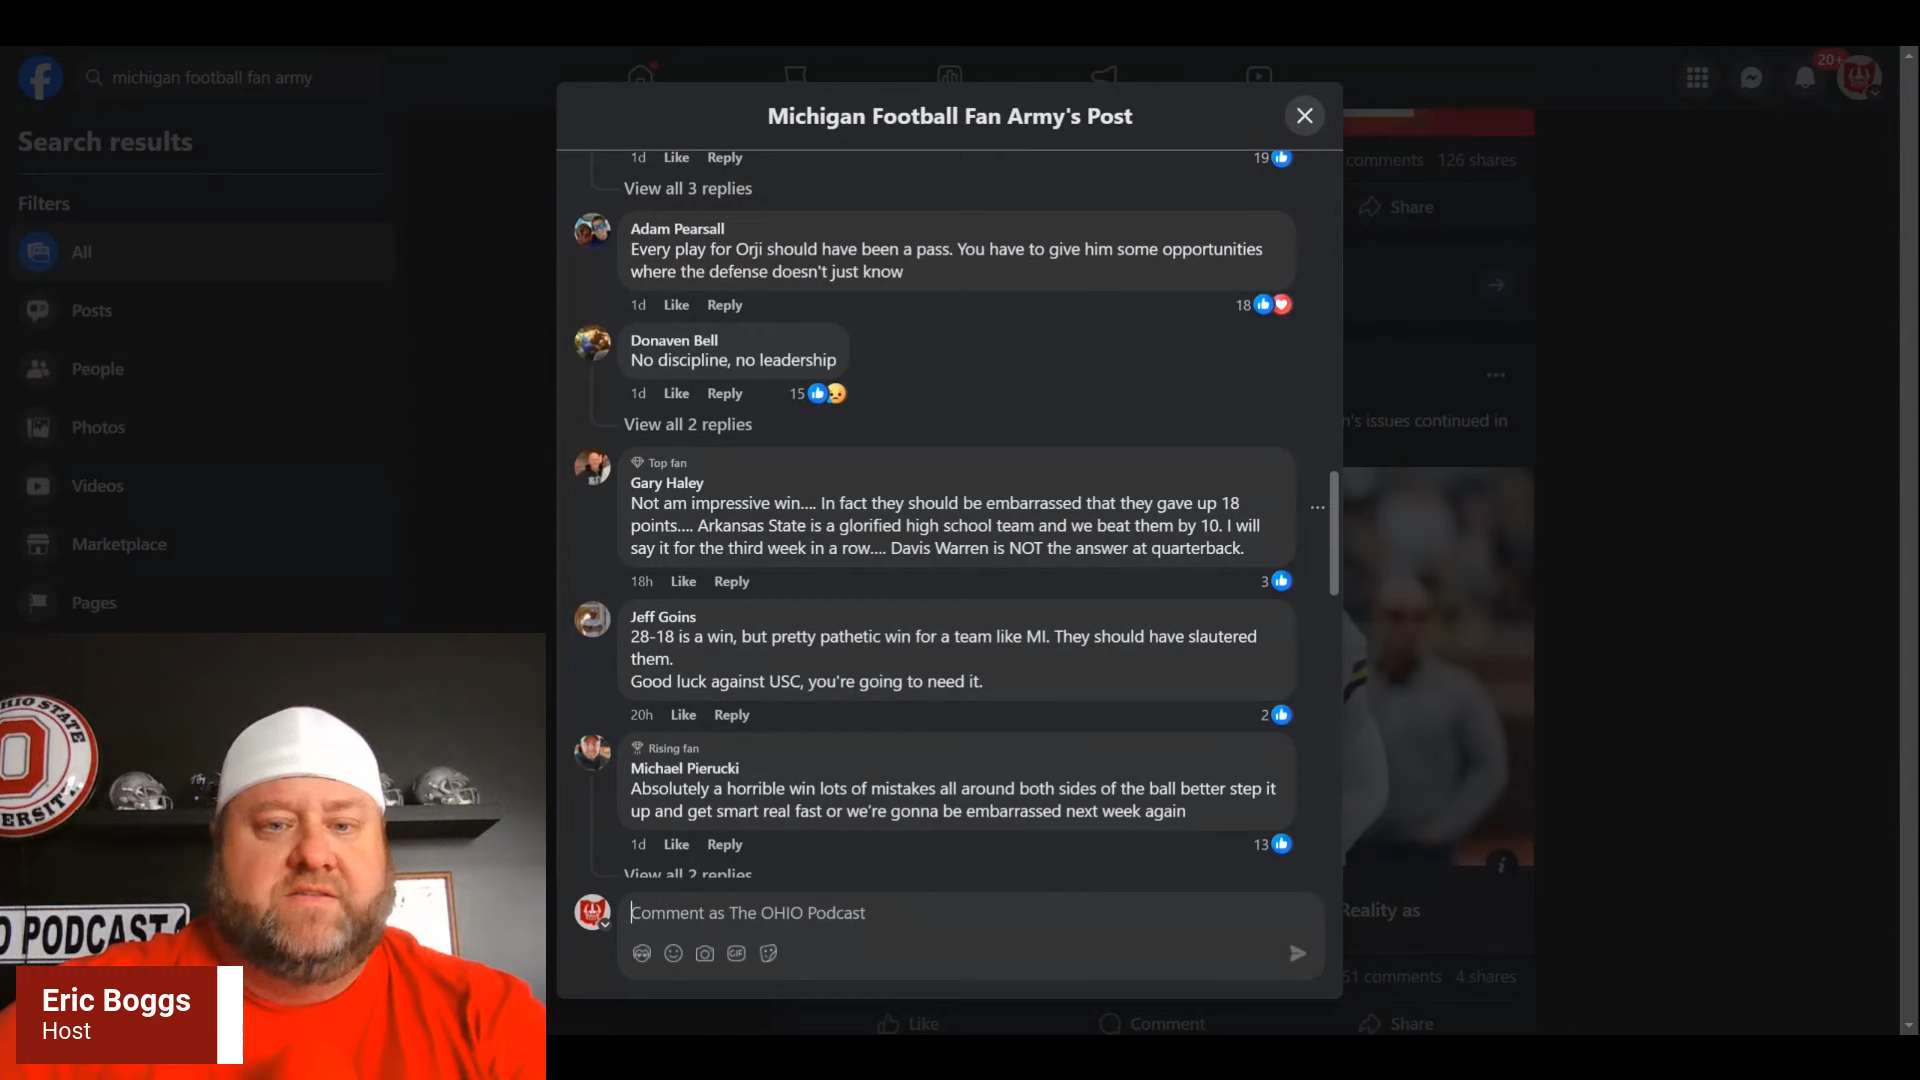 michigan football fan army
20+
Search results
Filters
All
Posts
People
Photos
Videos
Marketplace
Pages
Michigan Football Fan Army's Post
1d Like Reply 19
View all 3 replies
Adam Pearsall
Every play for Orji should have been a pass. You have to give him some opportunities
where the defense doesn't just know
1d Like Reply 18
Donaven Bell
No discipline, no leadership
1d Like Reply 15
View all 2 replies
Top fan
Gary Haley
Not am impressive win.... In fact they should be embarrassed that they gave up 18
points.... Arkansas State is a glorified high school team and we beat them by 10. I will
say it for the third week in a row.... Davis Warren is NOT the answer at quarterback.
18h Like Reply 3
Jeff Goins
28-18 is a win, but pretty pathetic win for a team like MI. They should have slautered
them.
Good luck against USC, you're going to need it.
20h Like Reply 2
Rising fan
Michael Pierucki
Absolutely a horrible win lots of mistakes all around both sides of the ball better step it
up and get smart real fast or we're gonna be embarrassed next week again
1d Like Reply 13
View all 2 replies
Comment as The OHIO Podcast
GIF
comments 126 shares
Share
n's issues continued in
Reality as
51 comments 4 shares
Like Comment Share
HIO STATE
O
ERSI
O PODCAST
Eric Boggs
Host